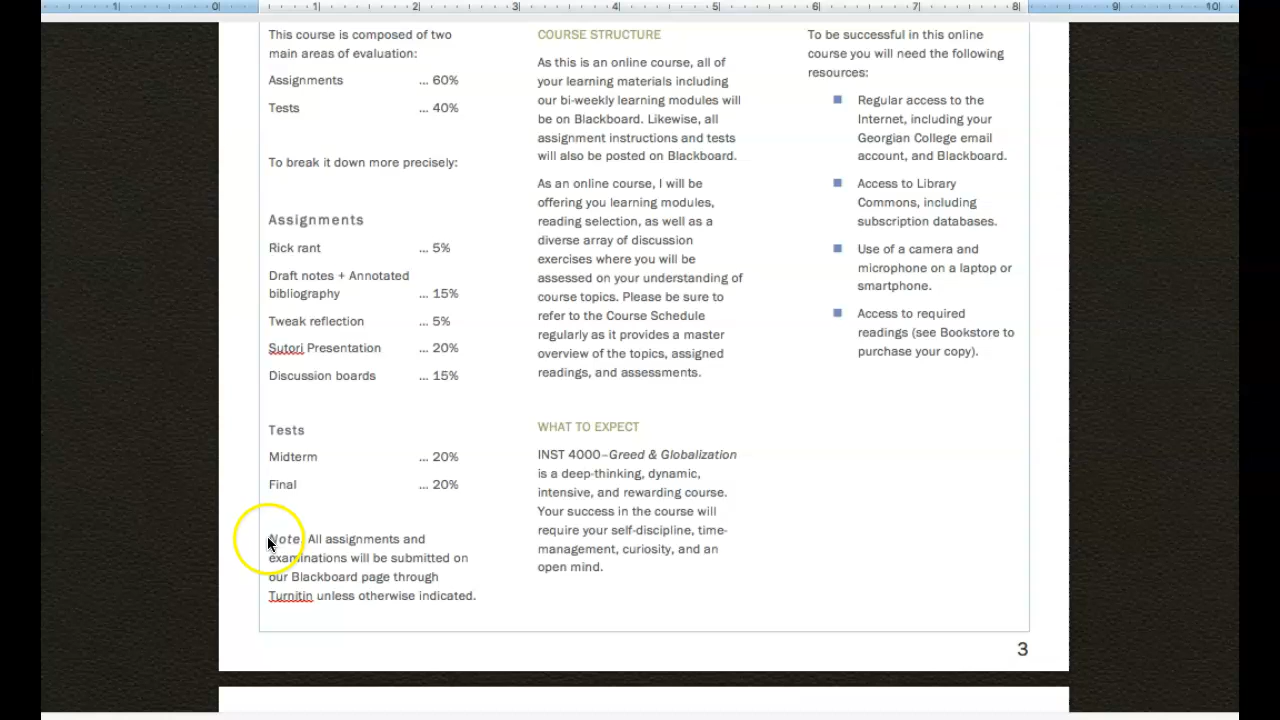 0 1 2 3 4 5 6 7 8 9 10
This course is composed of two
main areas of evaluation:
Assignments ... 60%
Tests ... 40%
To break it down more precisely:
Assignments
Rick rant ... 5%
Draft notes + Annotated
bibliography ... 15%
Tweak reflection ... 5%
Sutori Presentation ... 20%
Discussion boards ... 15%
Tests
Midterm ... 20%
Final ... 20%
Note: All assignments and
examinations will be submitted on
our Blackboard page through
Turnitin unless otherwise indicated.
COURSE STRUCTURE
As this is an online course, all of
your learning materials including
our bi-weekly learning modules will
be on Blackboard. Likewise, all
assignment instructions and tests
will also be posted on Blackboard.
As an online course, I will be
offering you learning modules,
reading selection, as well as a
diverse array of discussion
exercises where you will be
assessed on your understanding of
course topics. Please be sure to
refer to the Course Schedule
regularly as it provides a master
overview of the topics, assigned
readings, and assessments.
WHAT TO EXPECT
INST 4000–Greed & Globalization
is a deep-thinking, dynamic,
intensive, and rewarding course.
Your success in the course will
require your self-discipline, time-
management, curiosity, and an
open mind.
To be successful in this online
course you will need the following
resources:
Regular access to the
Internet, including your
Georgian College email
account, and Blackboard.
Access to Library
Commons, including
subscription databases.
Use of a camera and
microphone on a laptop or
smartphone.
Access to required
readings (see Bookstore to
purchase your copy).
3